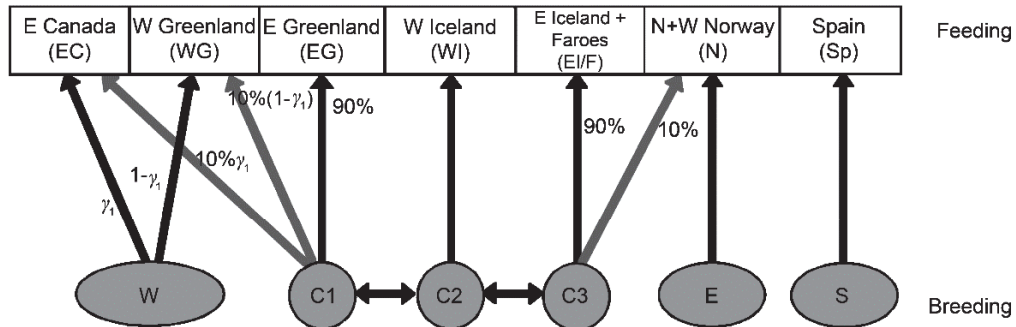 E Canada
(EC)
W Greenland
(WG)
E Greenland
(EG)
W Iceland
(WI)
E Iceland +
Faroes
(EI/F)
N+W Norway
(N)
Spain
(Sp)
Feeding
10%(1-γ₁)
90%
90%
10%
10%γ₁
1-γ₁
γ₁
W
C1
C2
C3
E
S
Breeding